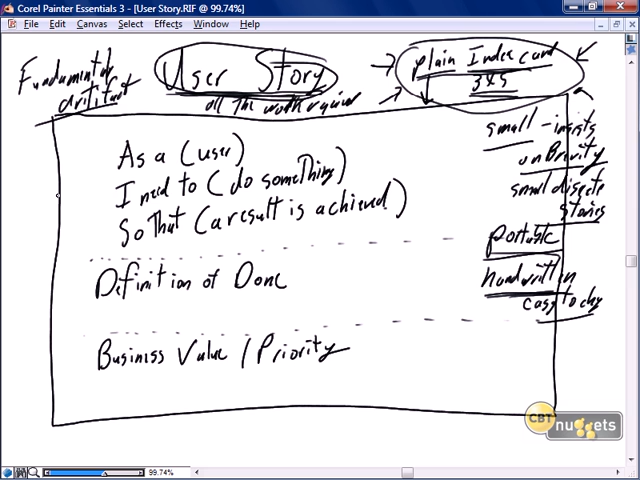 Corel Painter Essentials 3 - [User Story.RIF @ 99.74%]
File Edit Canvas Select Effects Window Help
Fundamental artifact
User Story
all the work required
plain Index card
3x5
As a (user)
I need to (do something)
So that (a result is achieved)
Definition of Done
Business Value / Priority
small - insists
on Brevity
small discete
stories
portable
handwritten
easy to
CBT nuggets
99.74%